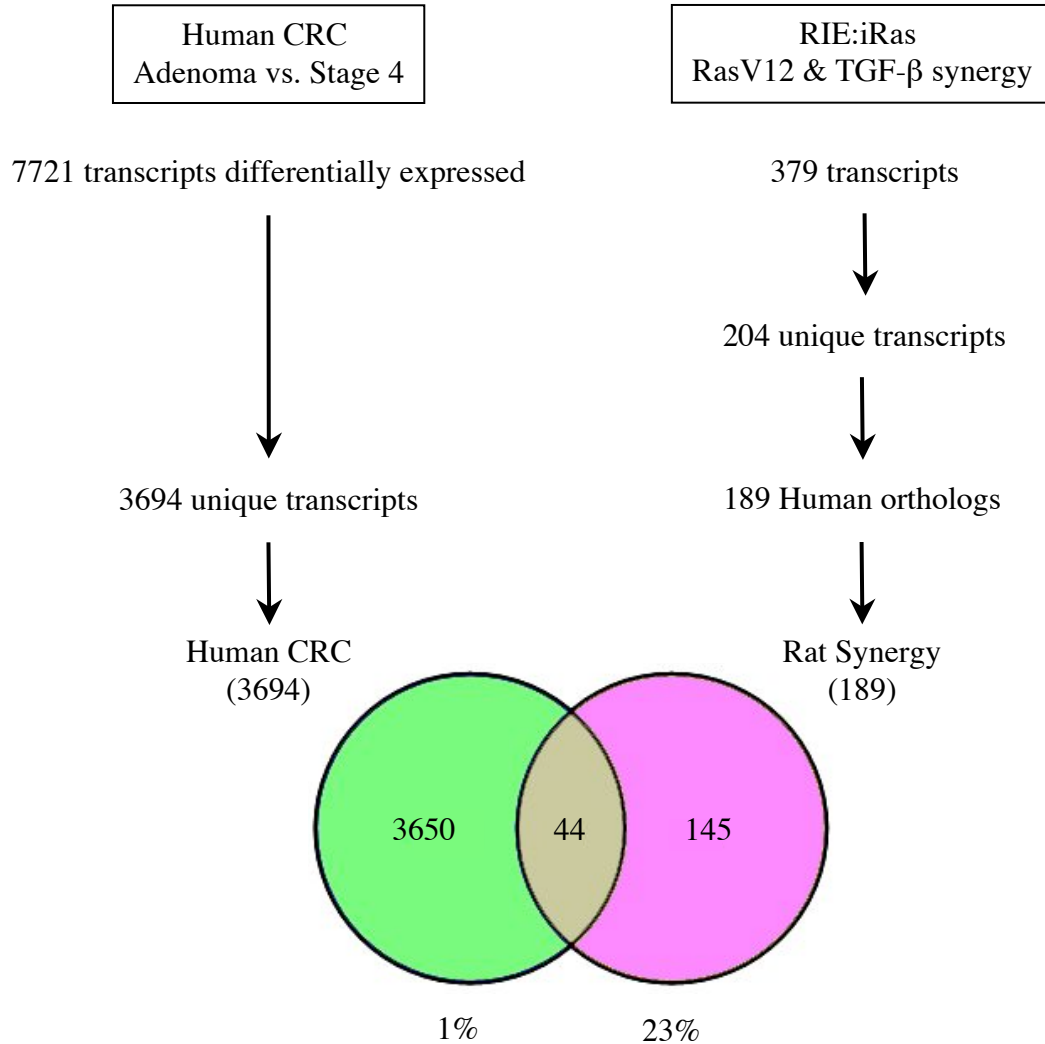 Human CRC
Adenoma vs. Stage 4
RIE:iRas
RasV12 & TGF-β synergy
7721 transcripts differentially expressed
379 transcripts
204 unique transcripts
3694 unique transcripts
189 Human orthologs
Human CRC
(3694)
Rat Synergy
(189)
3650
44
145
1%
23%